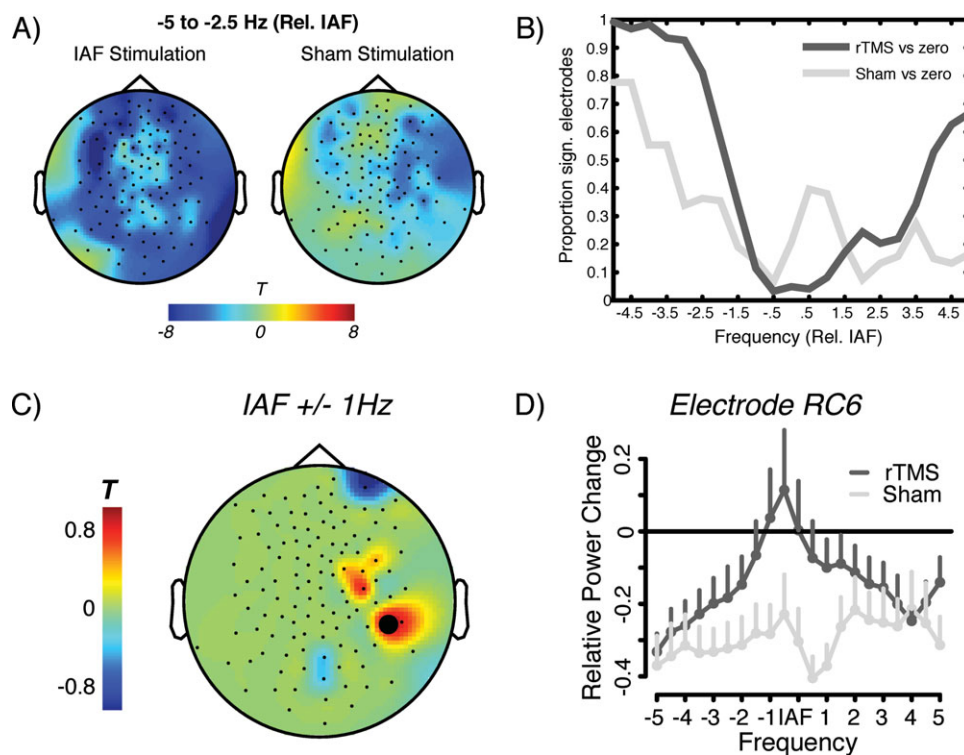 A)
-5 to -2.5 Hz (Rel. IAF)
IAF Stimulation
Sham Stimulation
T
-8
0
8
B)
Proportion sign. electrodes
1
0.9
0.8
0.7
0.6
0.5
0.4
0.3
0.2
0.1
0
rTMS vs zero
Sham vs zero
-4.5 -3.5 -2.5 -1.5 -.5 .5 1.5 2.5 3.5 4.5
Frequency (Rel. IAF)
C)
IAF +/- 1Hz
T
0.8
0
-0.8
D)
Electrode RC6
Relative Power Change
0.2
0
-0.2
-0.4
rTMS
Sham
-5 -4 -3 -2 -1 IAF 1 2 3 4 5
Frequency